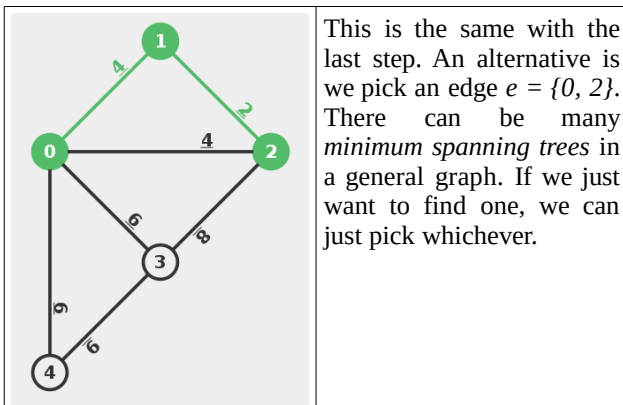 1
4
2
0
4
2
6
8
3
6
9
4
This is the same with the
last step. An alternative is
we pick an edge e = {0, 2}.
There can be many
minimum spanning trees in
a general graph. If we just
want to find one, we can
just pick whichever.